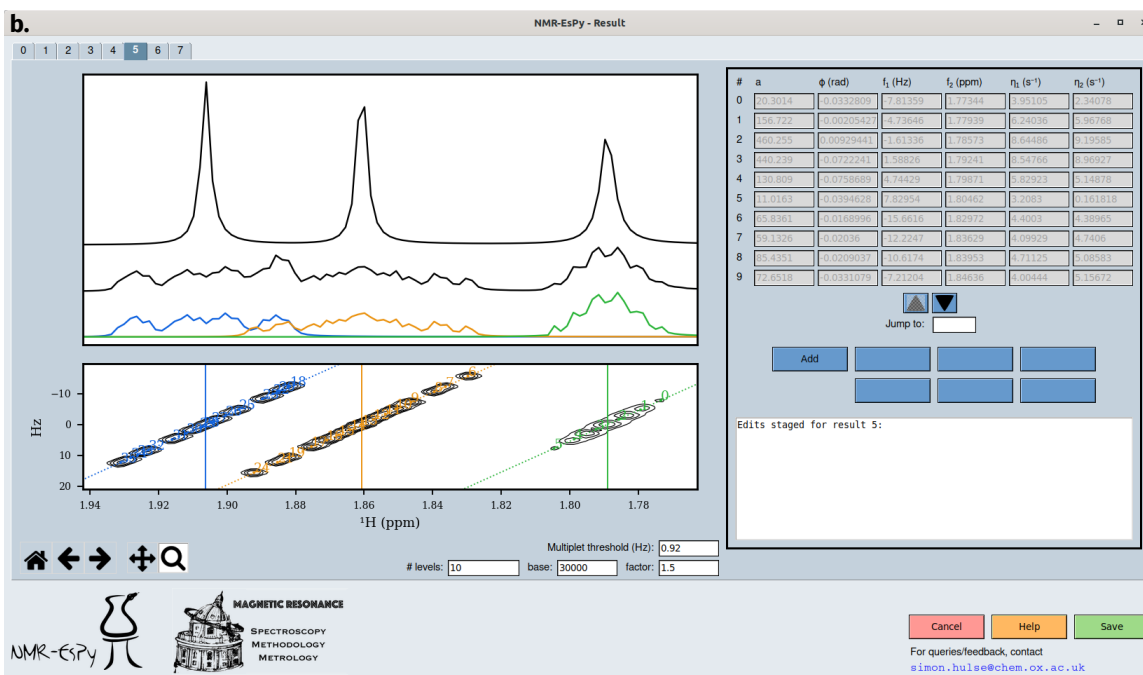 b.
NMR-EsPy - Result
0 1 2 3 4 5 6 7
# a ϕ (rad) f₁ (Hz) f₂ (ppm) η₁ (s⁻¹) η₂ (s⁻¹)
0 20.3014 -0.0332809 -7.81359 1.77344 3.95105 2.34078
1 156.722 -0.00205427 -4.73646 1.77939 6.24036 5.96768
2 460.255 0.00929441 -1.61336 1.78573 8.64486 9.19585
3 440.239 -0.0722241 1.58826 1.79241 8.54766 8.96927
4 130.809 -0.0758689 4.74429 1.79871 5.82923 5.14878
5 11.0163 -0.0394628 7.82954 1.80462 3.2083 0.161818
6 65.8361 -0.0168996 -15.6616 1.82972 4.4003 4.38965
7 59.1326 -0.02036 -12.2247 1.83629 4.09929 4.7406
8 85.4351 -0.0209037 -10.6174 1.83953 4.71125 5.08583
9 72.6518 -0.0331079 -7.21204 1.84636 4.00444 5.15672
Jump to:
Add
Edits staged for result 5:
Hz
−10
0
10
20
1.94 1.92 1.90 1.88 1.86 1.84 1.82 1.80 1.78
¹H (ppm)
Multiplet threshold (Hz): 0.92
# levels: 10 base: 30000 factor: 1.5
NMR-EsPy
MAGNETIC RESONANCE
SPECTROSCOPY
METHODOLOGY
METROLOGY
Cancel Help Save
For queries/feedback, contact
simon.hulse@chem.ox.ac.uk